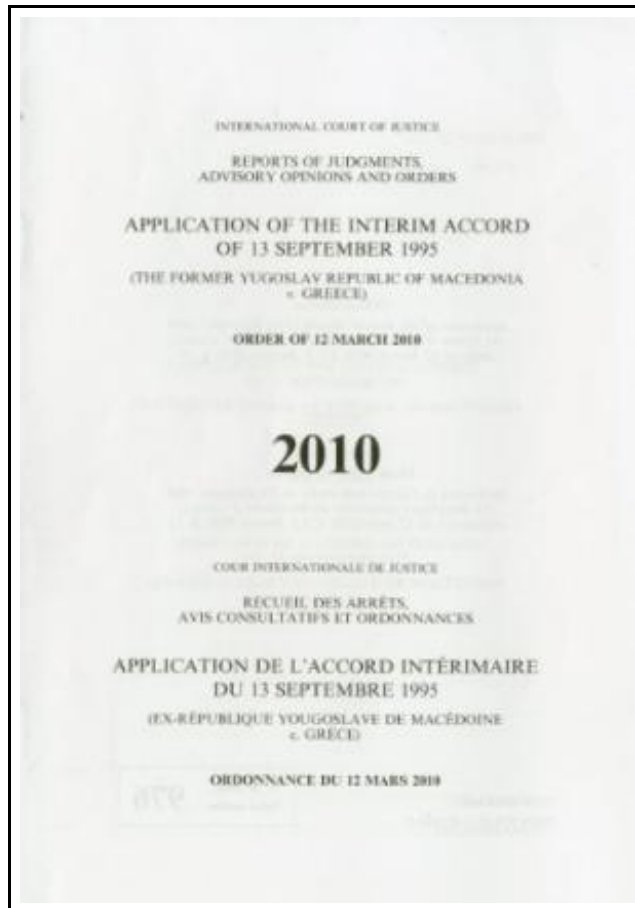 INTERNATIONAL COURT OF JUSTICE
REPORTS OF JUDGMENTS,
ADVISORY OPINIONS AND ORDERS
APPLICATION OF THE INTERIM ACCORD
OF 13 SEPTEMBER 1995
(THE FORMER YUGOSLAV REPUBLIC OF MACEDONIA
v. GREECE)
ORDER OF 12 MARCH 2010
2010
COUR INTERNATIONALE DE JUSTICE
RECUEIL DES ARRÊTS,
AVIS CONSULTATIFS ET ORDONNANCES
APPLICATION DE L'ACCORD INTÉRIMAIRE
DU 13 SEPTEMBRE 1995
(EX-RÉPUBLIQUE YOUGOSLAVE DE MACÉDOINE
c. GRÈCE)
ORDONNANCE DU 12 MARS 2010
976